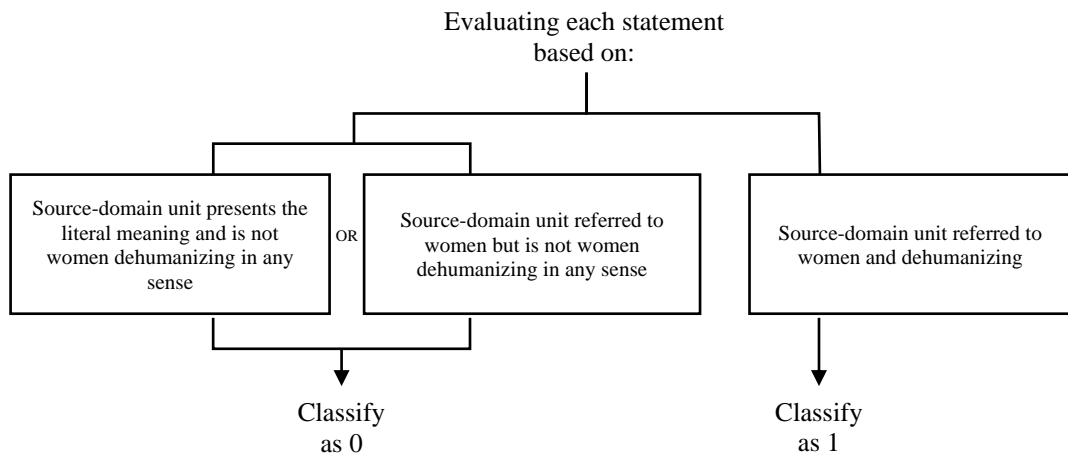 Evaluating each statement
based on:
Source-domain unit presents the
literal meaning and is not
women dehumanizing in any
sense
OR
Source-domain unit referred to
women but is not women
dehumanizing in any sense
Source-domain unit referred to
women and dehumanizing
Classify
as 0
Classify
as 1